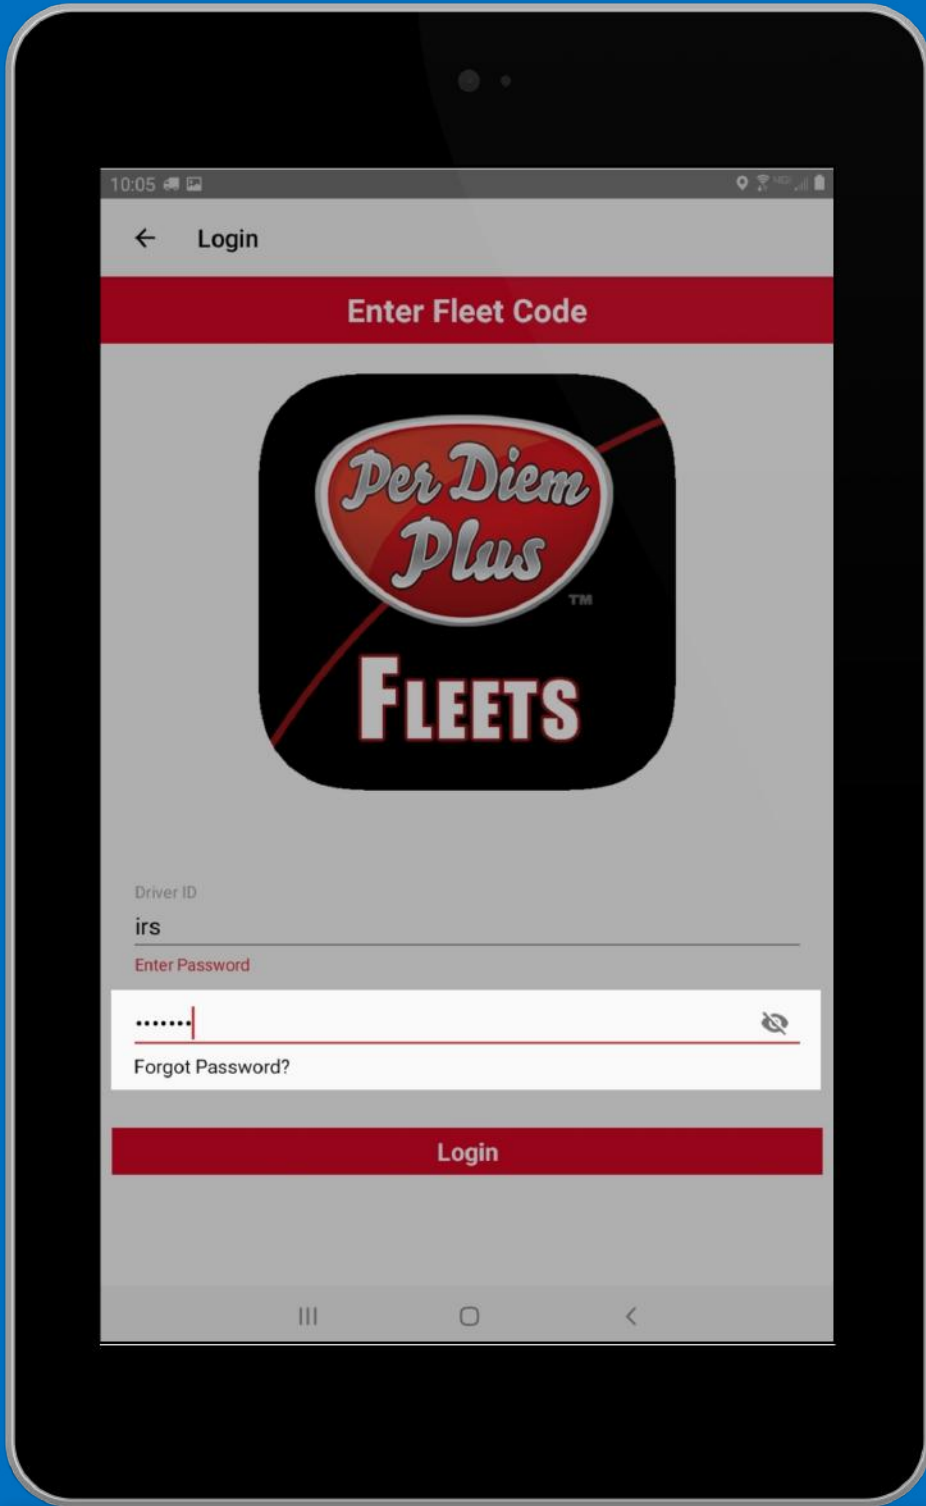 10:05
Login
Enter Fleet Code
Per Diem
Plus
TM
FLEETS
Driver ID
irs
Enter Password
•••••••
Forgot Password?
Login